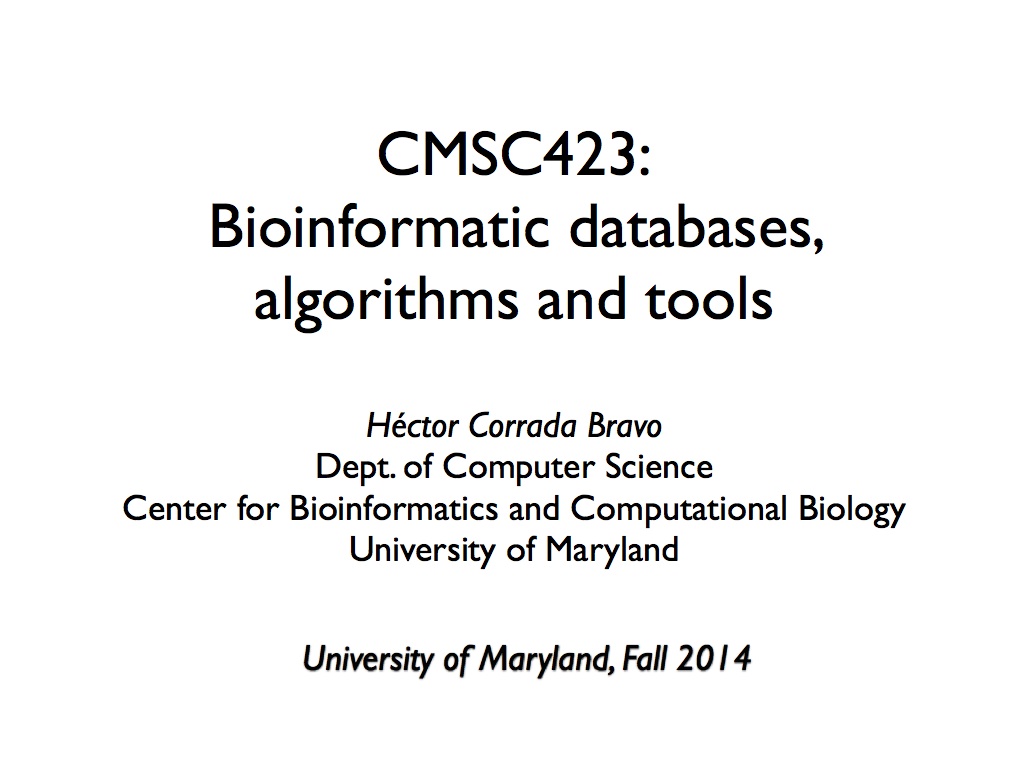 CMSC423:
Bioinformatic databases,
algorithms and tools
Héctor Corrada Bravo
Dept. of Computer Science
Center for Bioinformatics and Computational Biology
University of Maryland
University of Maryland, Fall 2014